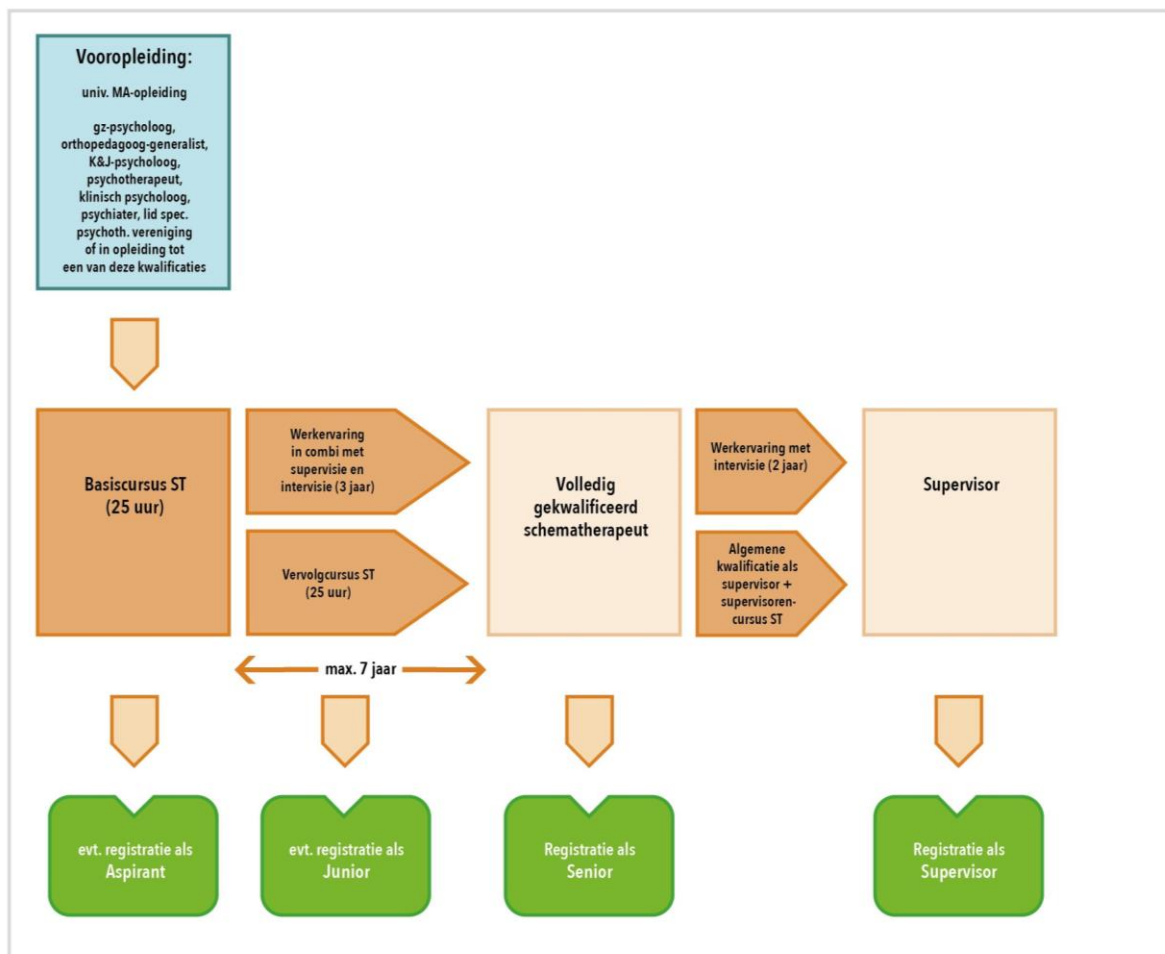 Vooropleiding:
univ. MA-opleiding
gz-psycholoog,
orthopedagoog-generalist,
K&J-psycholoog,
psychotherapeut,
klinisch psycholoog,
psychiater, lid spec.
psychoth. vereniging
of in opleiding tot
een van deze kwalificaties
Basiscursus ST
(25 uur)
Werkervaring
in combi met
supervisie en
intervisie (3 jaar)
Vervolgcursus ST
(25 uur)
Volledig
gekwalificeerd
schematherapeut
Werkervaring met
intervisie (2 jaar)
Algemene
kwalificatie als
supervisor +
supervisoren-
cursus ST
Supervisor
max. 7 jaar
evt. registratie als
Aspirant
evt. registratie als
Junior
Registratie als
Senior
Registratie als
Supervisor